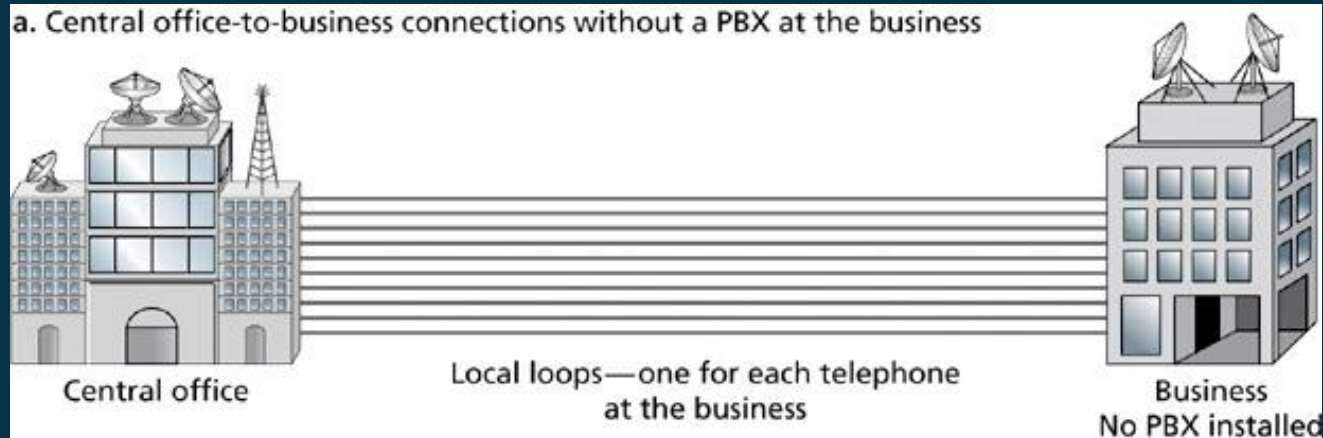 a. Central office-to-business connections without a PBX at the business
Central office
Local loops—one for each telephone
at the business
Business
No PBX installed